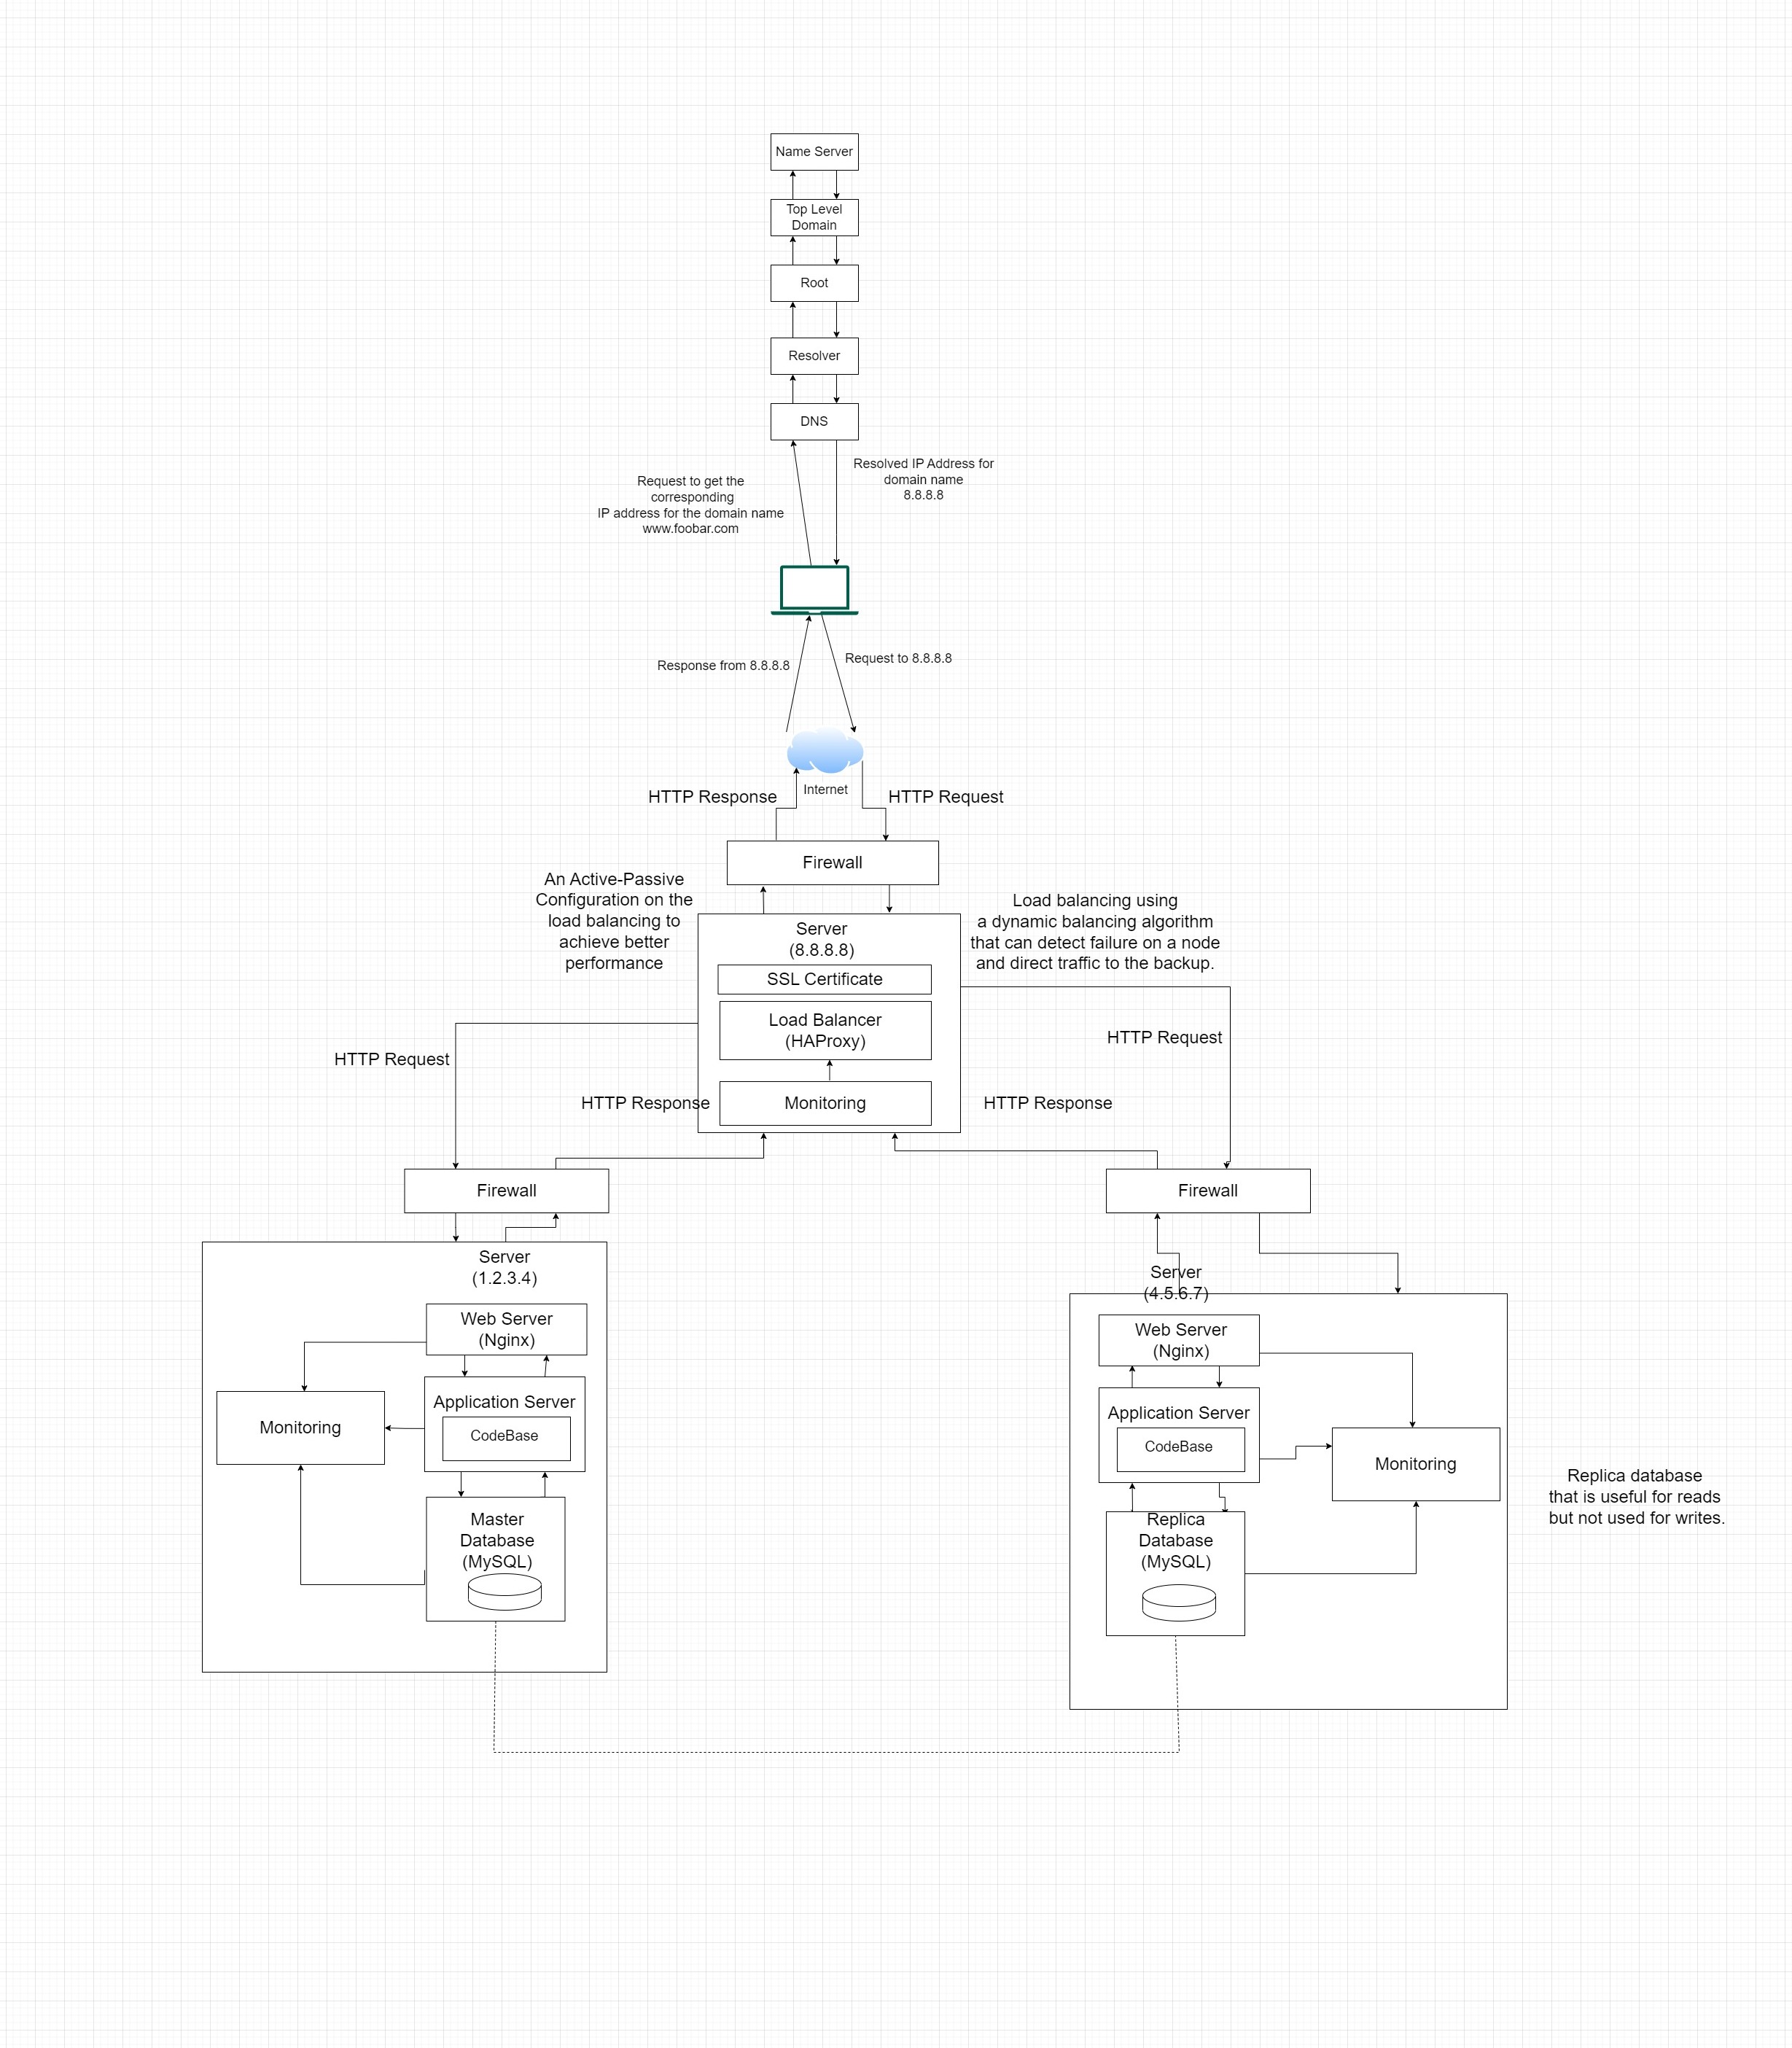 Name Server
Top Level
Domain
Root
Resolver
DNS
Resolved IP Address for
domain name
8.8.8.8
Request to get the
corresponding
IP address for the domain name
www.foobar.com
Response from 8.8.8.8
Request to 8.8.8.8
Internet
HTTP Response
HTTP Request
Firewall
An Active-Passive
Configuration on the
load balancing to
achieve better
performance
Load balancing using
a dynamic balancing algorithm
that can detect failure on a node
and direct traffic to the backup.
Server
(8.8.8.8)
SSL Certificate
Load Balancer
(HAProxy)
Monitoring
HTTP Request
HTTP Request
HTTP Response
HTTP Response
Firewall
Firewall
Server
(1.2.3.4)
Web Server
(Nginx)
Application Server
CodeBase
Monitoring
Master
Database
(MySQL)
Server
(4.5.6.7)
Web Server
(Nginx)
Application Server
CodeBase
Monitoring
Replica
Database
(MySQL)
Replica database
that is useful for reads
but not used for writes.